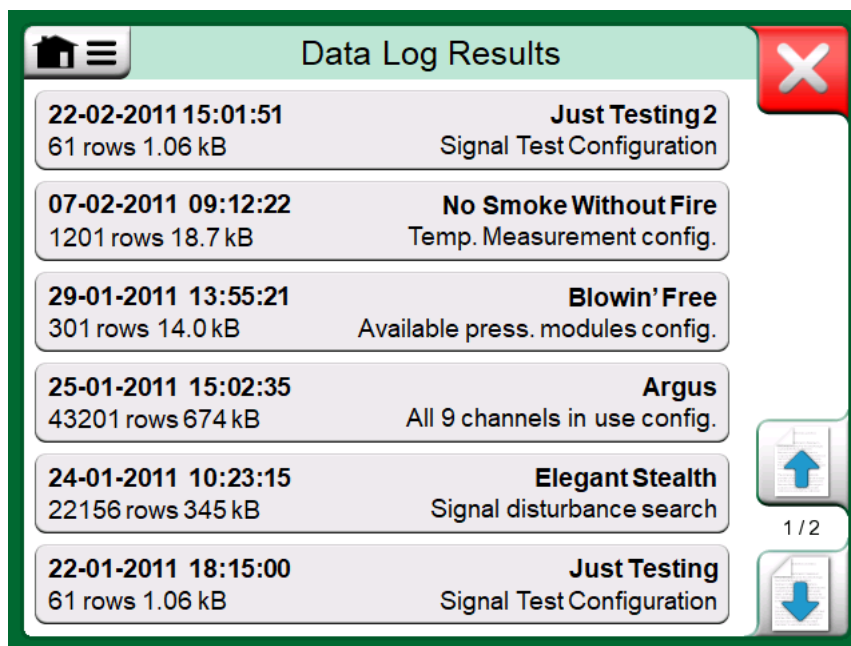 Data Log Results
22-02-2011 15:01:51 Just Testing 2
61 rows 1.06 kB Signal Test Configuration
07-02-2011 09:12:22 No Smoke Without Fire
1201 rows 18.7 kB Temp. Measurement config.
29-01-2011 13:55:21 Blowin' Free
301 rows 14.0 kB Available press. modules config.
25-01-2011 15:02:35 Argus
43201 rows 674 kB All 9 channels in use config.
24-01-2011 10:23:15 Elegant Stealth
22156 rows 345 kB Signal disturbance search
1 / 2
22-01-2011 18:15:00 Just Testing
61 rows 1.06 kB Signal Test Configuration